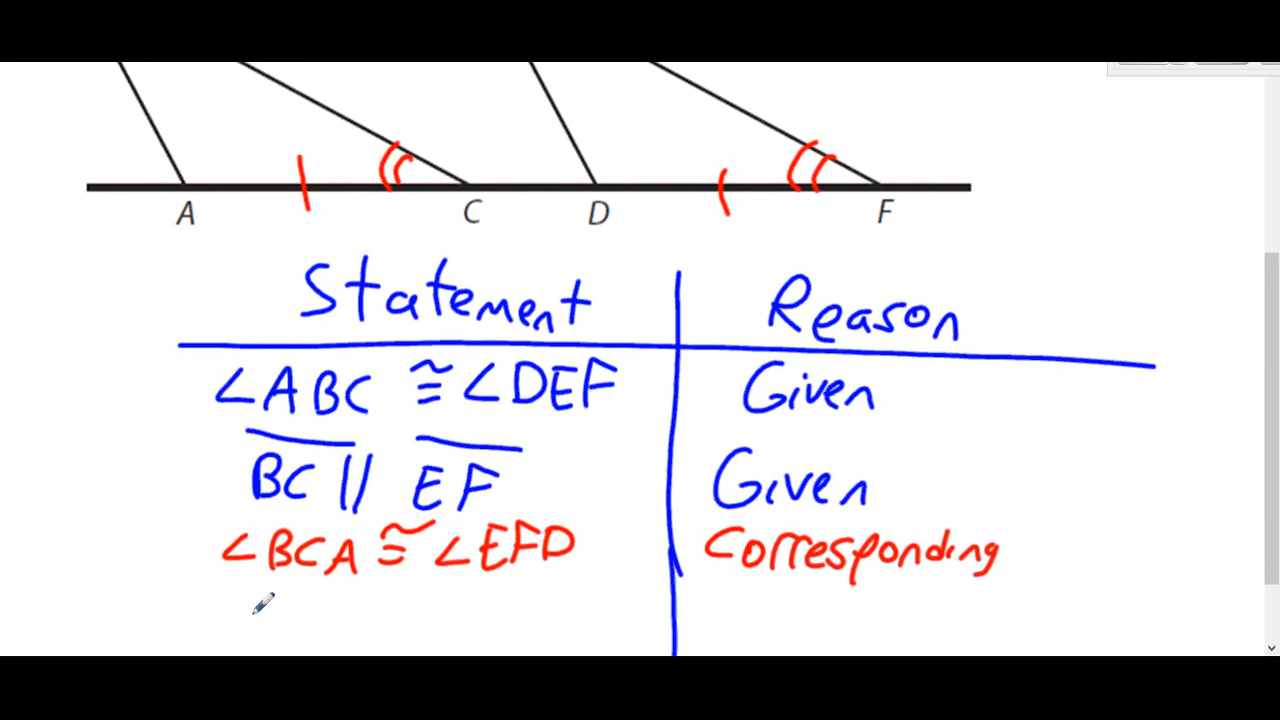 A C D F
Statement Reason
∠ABC ≅ ∠DEF Given
BC || EF Given
∠BCA ≅ ∠EFD Corresponding